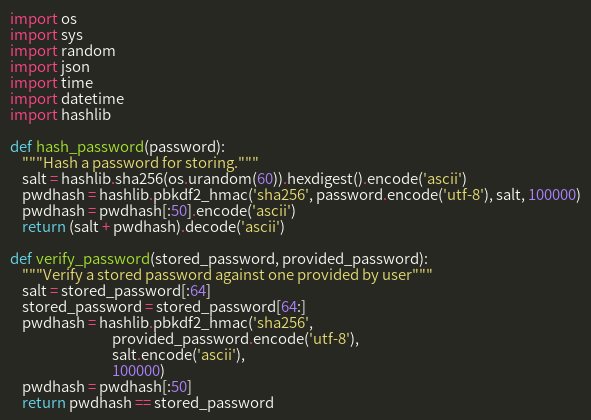 import os
import sys
import random
import json
import time
import datetime
import hashlib

def hash_password(password):
    """Hash a password for storing."""
    salt = hashlib.sha256(os.urandom(60)).hexdigest().encode('ascii')
    pwdhash = hashlib.pbkdf2_hmac('sha256', password.encode('utf-8'), salt, 100000)
    pwdhash = pwdhash[:50].encode('ascii')
    return (salt + pwdhash).decode('ascii')

def verify_password(stored_password, provided_password):
    """Verify a stored password against one provided by user"""
    salt = stored_password[:64]
    stored_password = stored_password[64:]
    pwdhash = hashlib.pbkdf2_hmac('sha256',
                                  provided_password.encode('utf-8'),
                                  salt.encode('ascii'),
                                  100000)
    pwdhash = pwdhash[:50]
    return pwdhash == stored_password